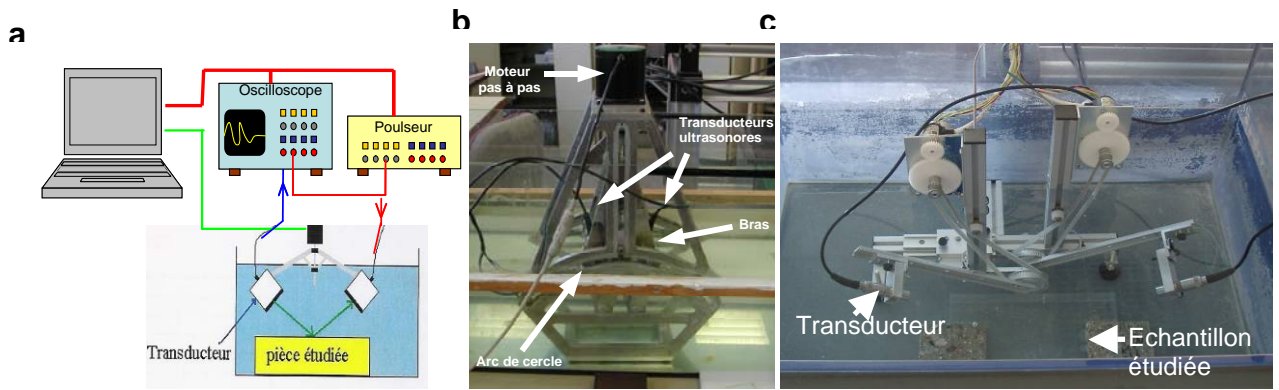 a
Oscilloscope
Poulseur
Transducteur
pièce étudiée
b
Moteur
pas à pas
Transducteurs
ultrasonores
Bras
Arc de cercle
c
Transducteur
Echantillon
étudiée